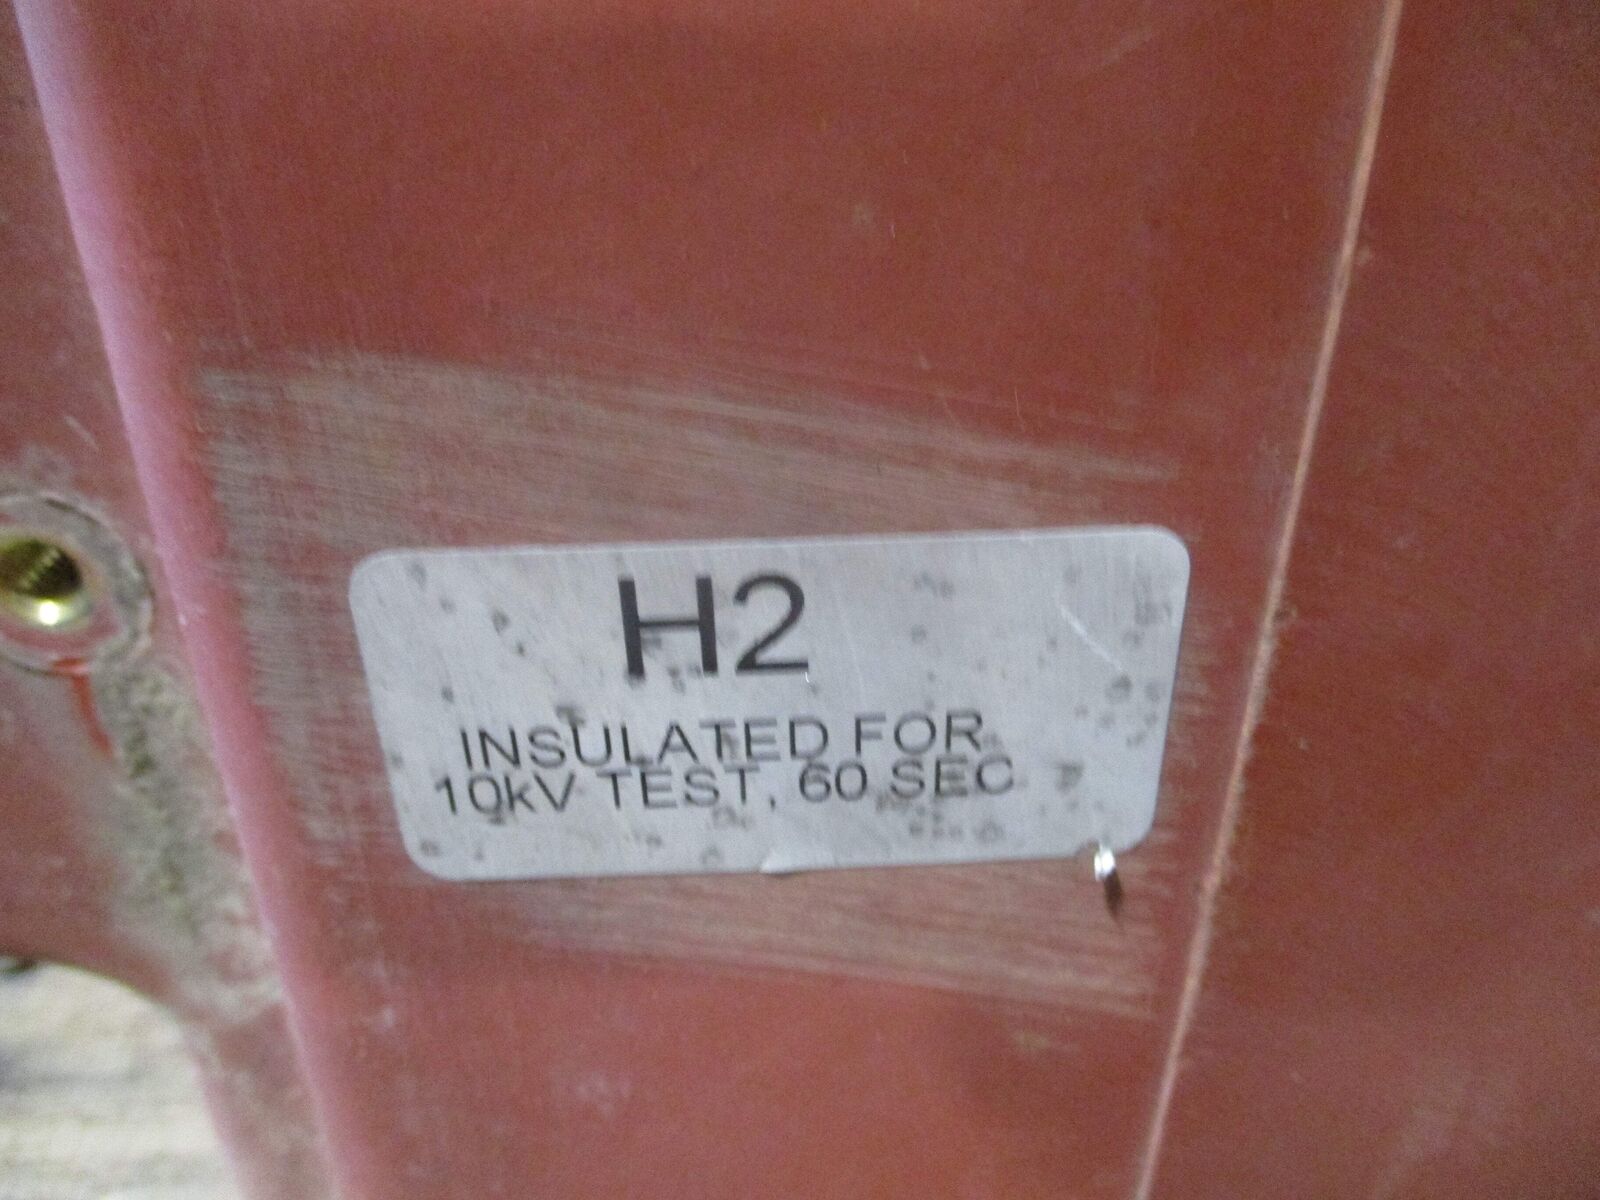 H2
INSULATED FOR
10kV TEST, 60 SEC